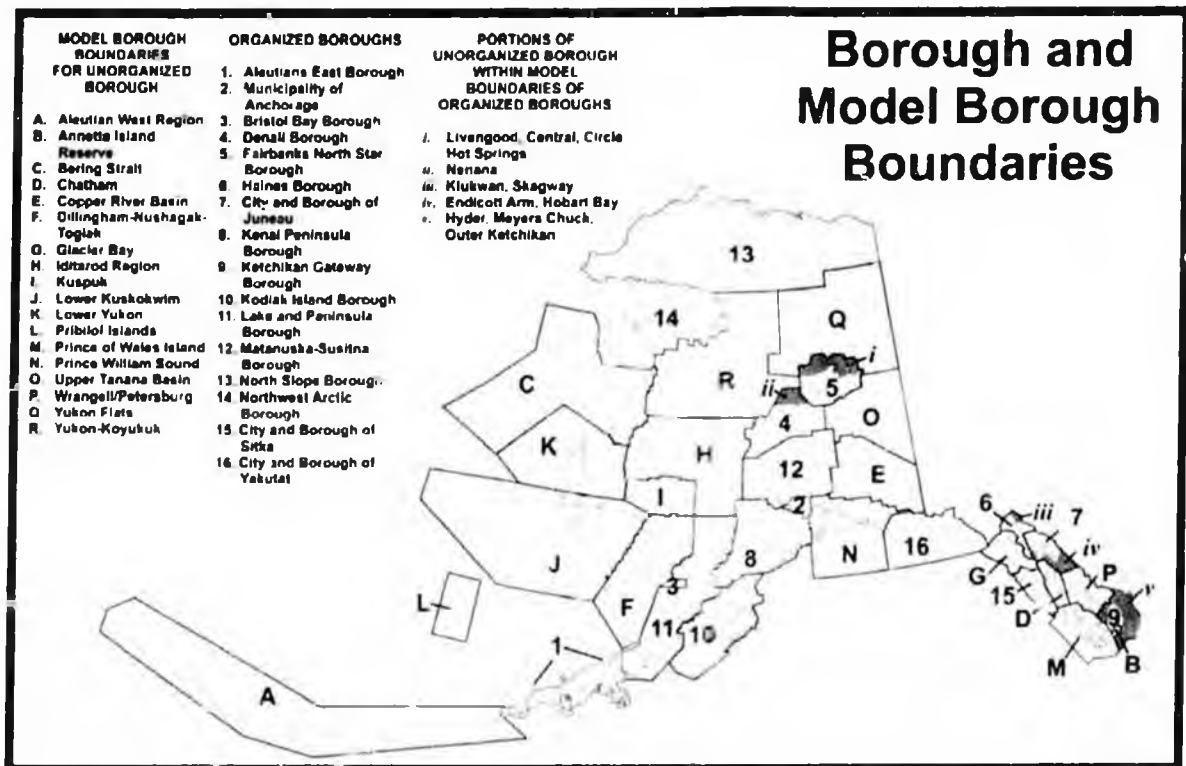 Borough and
Model Borough
Boundaries
MODEL BOROUGH
BOUNDARIES
FOR UNORGANIZED
BOROUGH
A. Aleutian West Region
B. Annette Island
Reserve
C. Bering Strait
D. Chatham
E. Copper River Basin
F. Dillingham-Nushagak-
Togiak
G. Glacier Bay
H. Iditarod Region
I. Kuspuk
J. Lower Kuskokwim
K. Lower Yukon
L. Pribilof Islands
M. Prince of Wales Island
N. Prince William Sound
O. Upper Tanana Basin
P. Wrangell/Petersburg
Q Yukon Flats
R. Yukon-Koyukuk
ORGANIZED BOROUGHS
1. Aleutians East Borough
2. Municipality of
Anchorage
3. Bristol Bay Borough
4. Denali Borough
5. Fairbanks North Star
Borough
6. Haines Borough
7. City and Borough of
Juneau
8. Kenai Peninsula
Borough
9 Ketchikan Gateway
Borough
10 Kodiak Island Borough
11. Lake and Peninsula
Borough
12 Matanuska-Susitna
Borough
13 North Slope Borough
14 Northwest Arctic
Borough
15 City and Borough of
Sitka
16 City and Borough of
Yakutat
PORTIONS OF
UNORGANIZED BOROUGH
WITHIN MODEL
BOUNDARIES OF
ORGANIZED BOROUGHS
i. Livengood, Central, Circle
Hot Springs
ii. Nenana
iii. Klukwan, Skagway
iv. Endicott Arm, Hobart Bay
v. Hyder, Meyers Chuck,
Outer Ketchikan
13
14
Q
i
C
R
ii
5
4
O
K
H
12
E
I
2
6
iii
7
J
8
N
16
iv
G
P
L
3
15
v
F
D
9
11
10
1
M
B
A